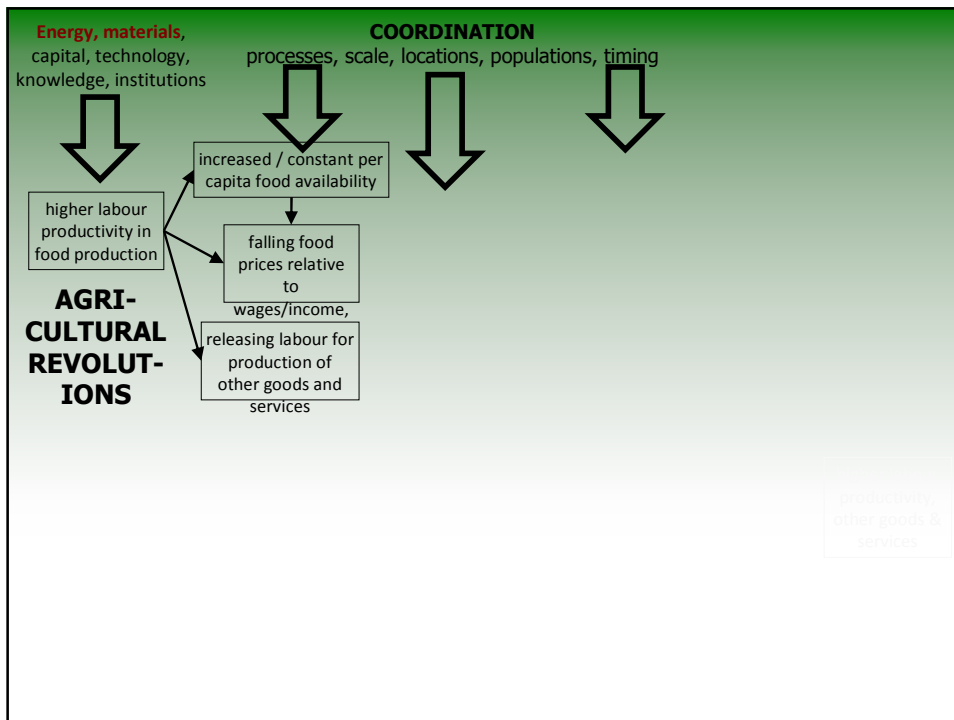 Energy, materials,
capital, technology,
knowledge, institutions
COORDINATION
processes, scale, locations, populations, timing
increased / constant per
capita food availability
higher labour
productivity in
food production
falling food
prices relative
to
wages/income,
AGRI-
CULTURAL
REVOLUT-
IONS
releasing labour for
production of
other goods and
services
productivity,
other goods &
services